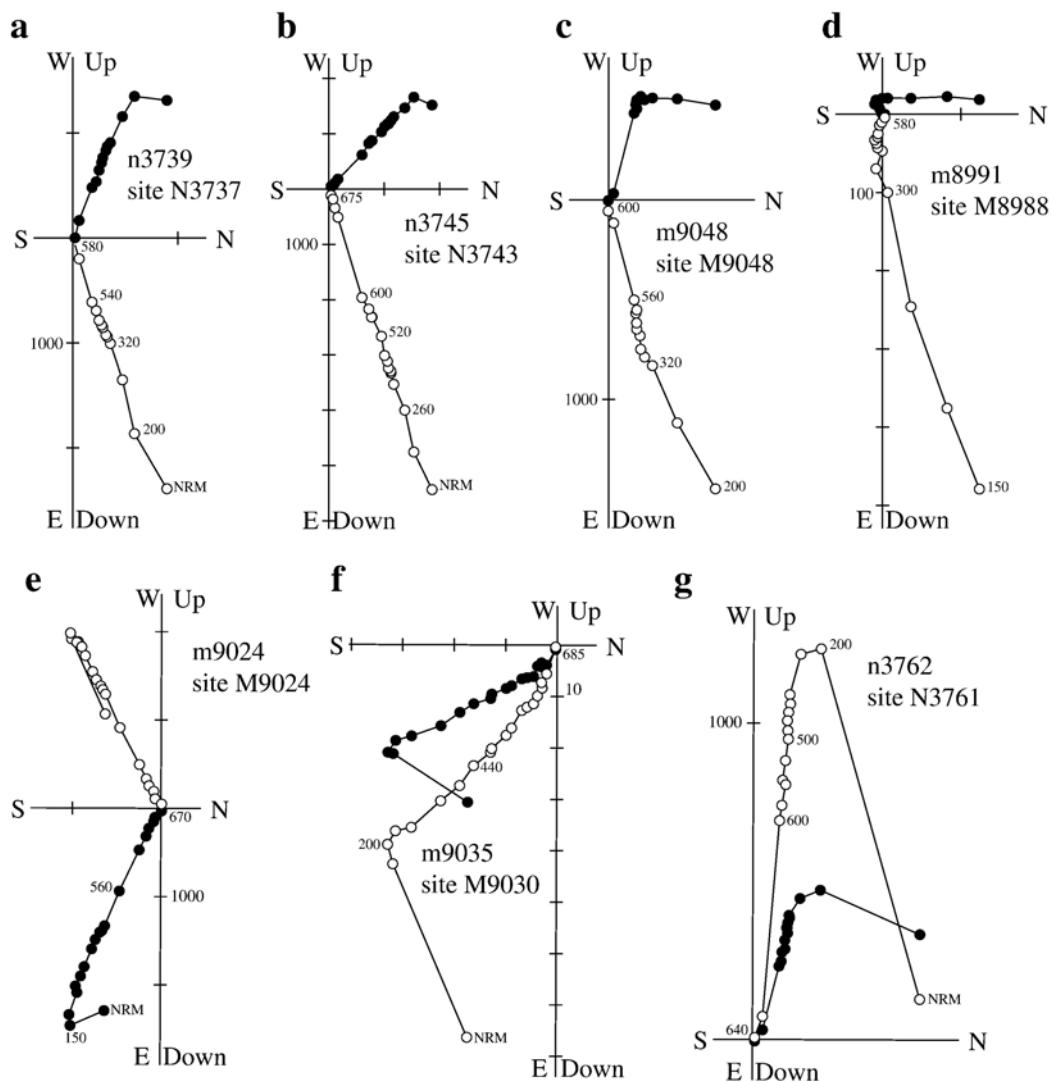 a
W Up
n3739
site N3737
S N
580
540
1000
320
200
NRM
E Down
b
W Up
S N
675
n3745
site N3743
1000
600
520
260
NRM
E Down
c
W Up
S N
600
m9048
site M9048
560
320
1000
200
E Down
d
W Up
S N
580
m8991
site M8988
100
300
150
E Down
e
W Up
m9024
site M9024
S N
670
560
1000
NRM
150
E Down
f
W Up
S N
685
10
440
200
m9035
site M9030
NRM
E Down
g
W Up
200
n3762
site N3761
1000
500
600
NRM
640
S N
E Down